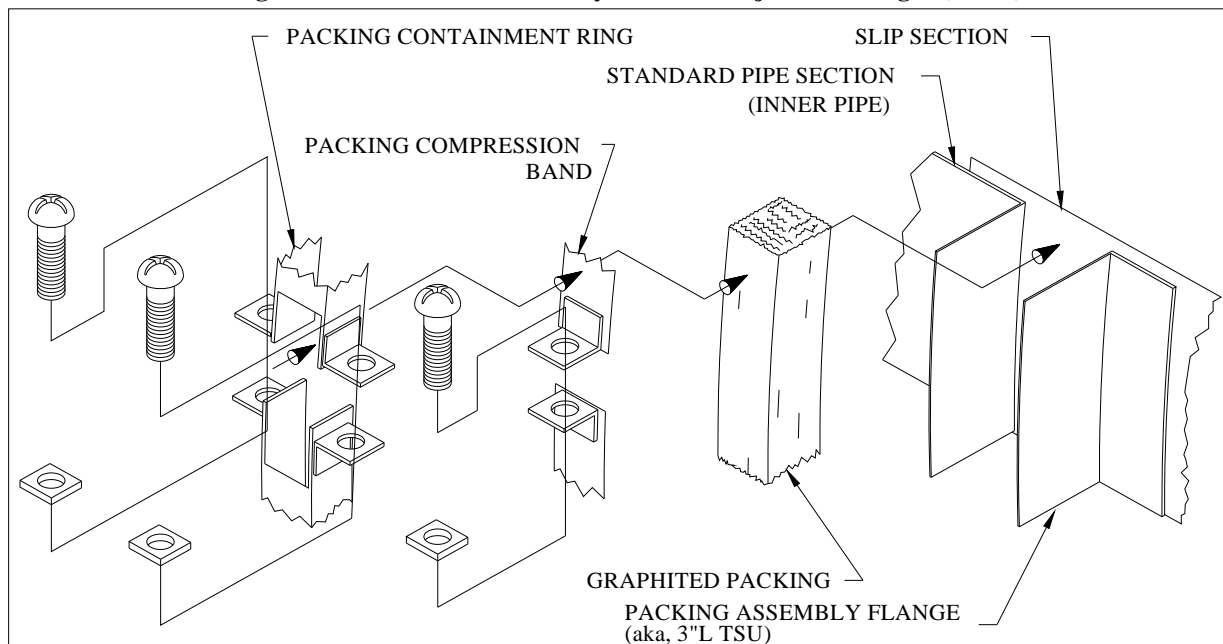 PACKING CONTAINMENT RING
SLIP SECTION
STANDARD PIPE SECTION
(INNER PIPE)
PACKING COMPRESSION
BAND
GRAPHITED PACKING
PACKING ASSEMBLY FLANGE
(aka, 3"L TSU)